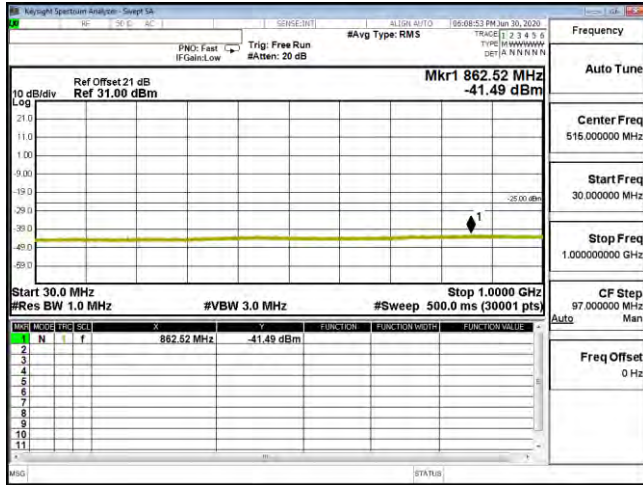 Keysight Spectrum Analyzer - Swept SA
RF 50 Ω AC SENSE:INT ALIGN AUTO 06:08:53 PM Jun 30, 2020
#Avg Type: RMS TRACE 1 2 3 4 5 6
PNO: Fast Trig: Free Run TYPE M WWWWW
IFGain:Low #Atten: 20 dB DET A N N N N N
Frequency
Auto Tune
Center Freq
515.000000 MHz
Start Freq
30.000000 MHz
Stop Freq
1.000000000 GHz
CF Step
97.000000 MHz
Auto Man
Freq Offset
0 Hz
Ref Offset 21 dB
10 dB/div Ref 31.00 dBm
Log
Mkr1 862.52 MHz
-41.49 dBm
21.0
11.0
1.00
-9.00
-19.0
-25.00 dBm
-29.0
1
-39.0
-49.0
-59.0
Start 30.0 MHz Stop 1.0000 GHz
#Res BW 1.0 MHz #VBW 3.0 MHz #Sweep 500.0 ms (30001 pts)
MKR MODE TRC SCL X Y FUNCTION FUNCTION WIDTH FUNCTION VALUE
1 N 1 f 862.52 MHz -41.49 dBm
2
3
4
5
6
7
8
9
10
11
MSG STATUS